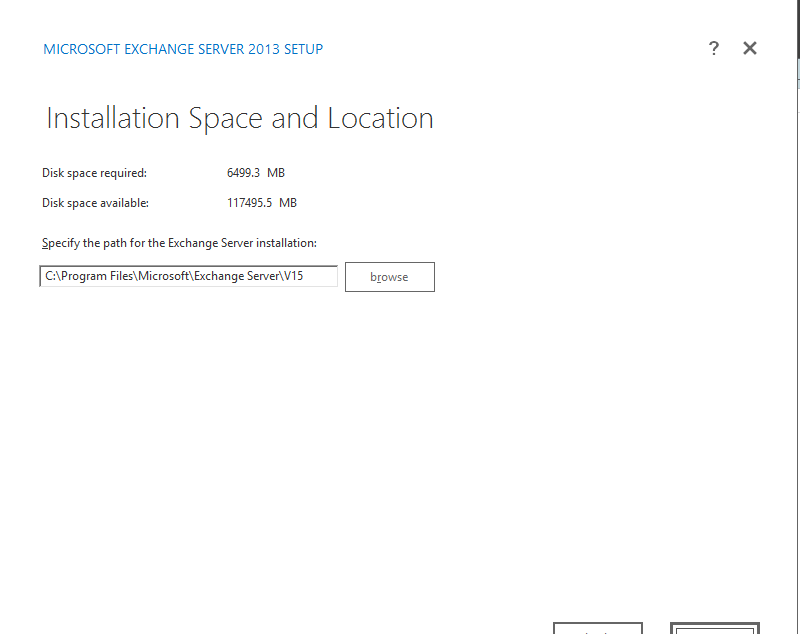 MICROSOFT EXCHANGE SERVER 2013 SETUP
?
Installation Space and Location
Disk space required: 6499.3 MB
Disk space available: 117495.5 MB
Specify the path for the Exchange Server installation:
C:\Program Files\Microsoft\Exchange Server\V15
browse